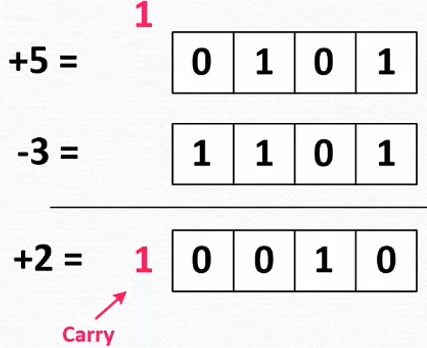 1
+5 = 0 1 0 1
-3 = 1 1 0 1
+2 = 1 0 0 1 0
Carry